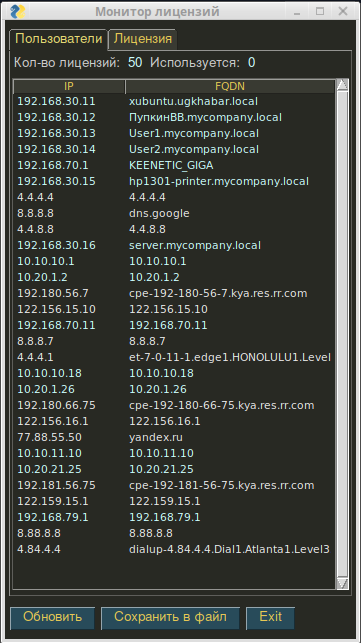 Монитор лицензий
Пользователи Лицензия
Кол-во лицензий: 50 Используется: 0
IP FQDN
192.168.30.11 xubuntu.ugkhabar.local
192.168.30.12 ПупкинВВ.mycompany.local
192.168.30.13 User1.mycompany.local
192.168.30.14 User2.mycompany.local
192.168.70.1 KEENETIC_GIGA
192.168.30.15 hp1301-printer.mycompany.local
4.4.4.4 4.4.4.4
8.8.8.8 dns.google
4.4.8.8 4.4.8.8
192.168.30.16 server.mycompany.local
10.10.10.1 10.10.10.1
10.20.1.2 10.20.1.2
192.180.56.7 cpe-192-180-56-7.kya.res.rr.com
122.156.15.10 122.156.15.10
192.168.70.11 192.168.70.11
8.8.8.7 8.8.8.7
4.4.4.1 et-7-0-11-1.edge1.HONOLULU1.Level
10.10.10.18 10.10.10.18
10.20.1.26 10.20.1.26
192.180.66.75 cpe-192-180-66-75.kya.res.rr.com
122.156.16.1 122.156.16.1
77.88.55.50 yandex.ru
10.10.11.10 10.10.11.10
10.20.21.25 10.20.21.25
192.181.56.75 cpe-192-181-56-75.kya.res.rr.com
122.159.15.1 122.159.15.1
192.168.79.1 192.168.79.1
8.88.8.8 8.88.8.8
4.84.4.4 dialup-4.84.4.4.Dial1.Atlanta1.Level3
Обновить Сохранить в файл Exit